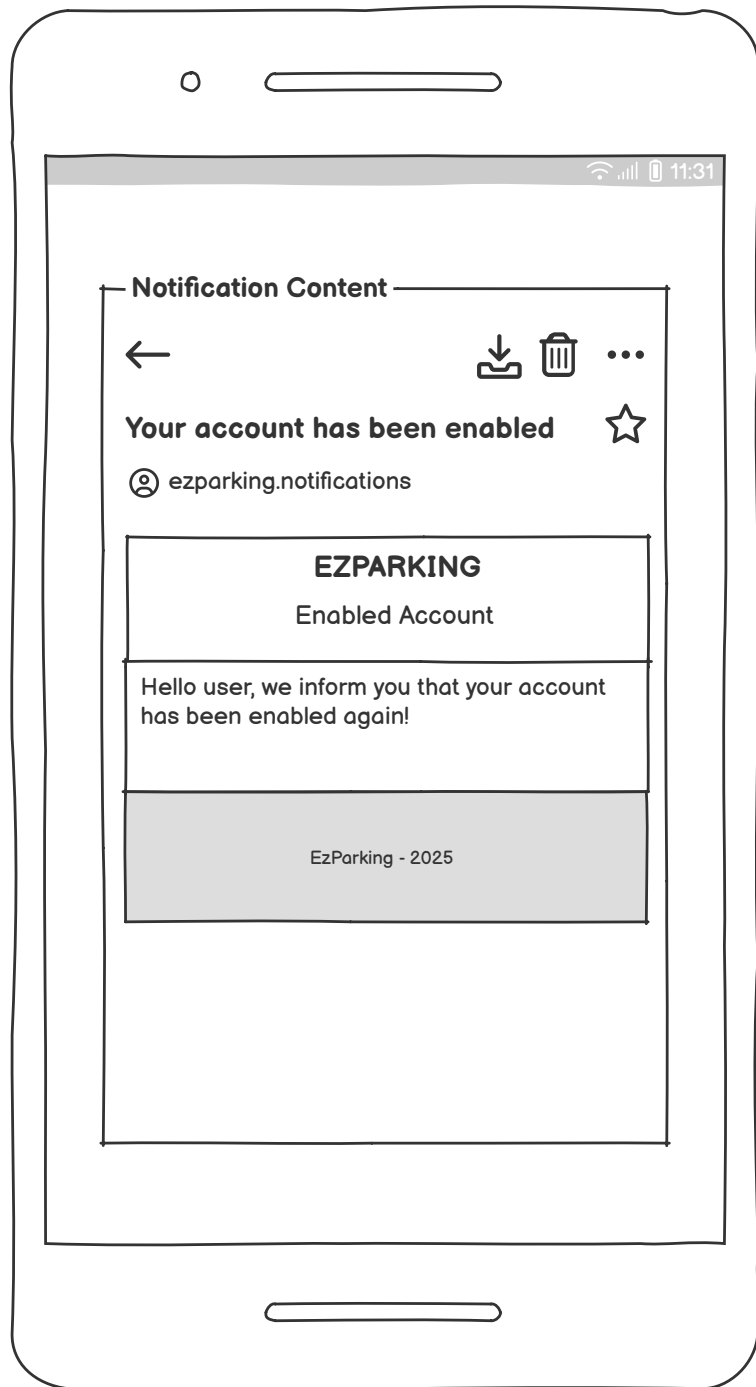 11:31
Notification Content
Your account has been enabled
ezparking.notifications
EZPARKING
Enabled Account
Hello user, we inform you that your account
has been enabled again!
EzParking - 2025